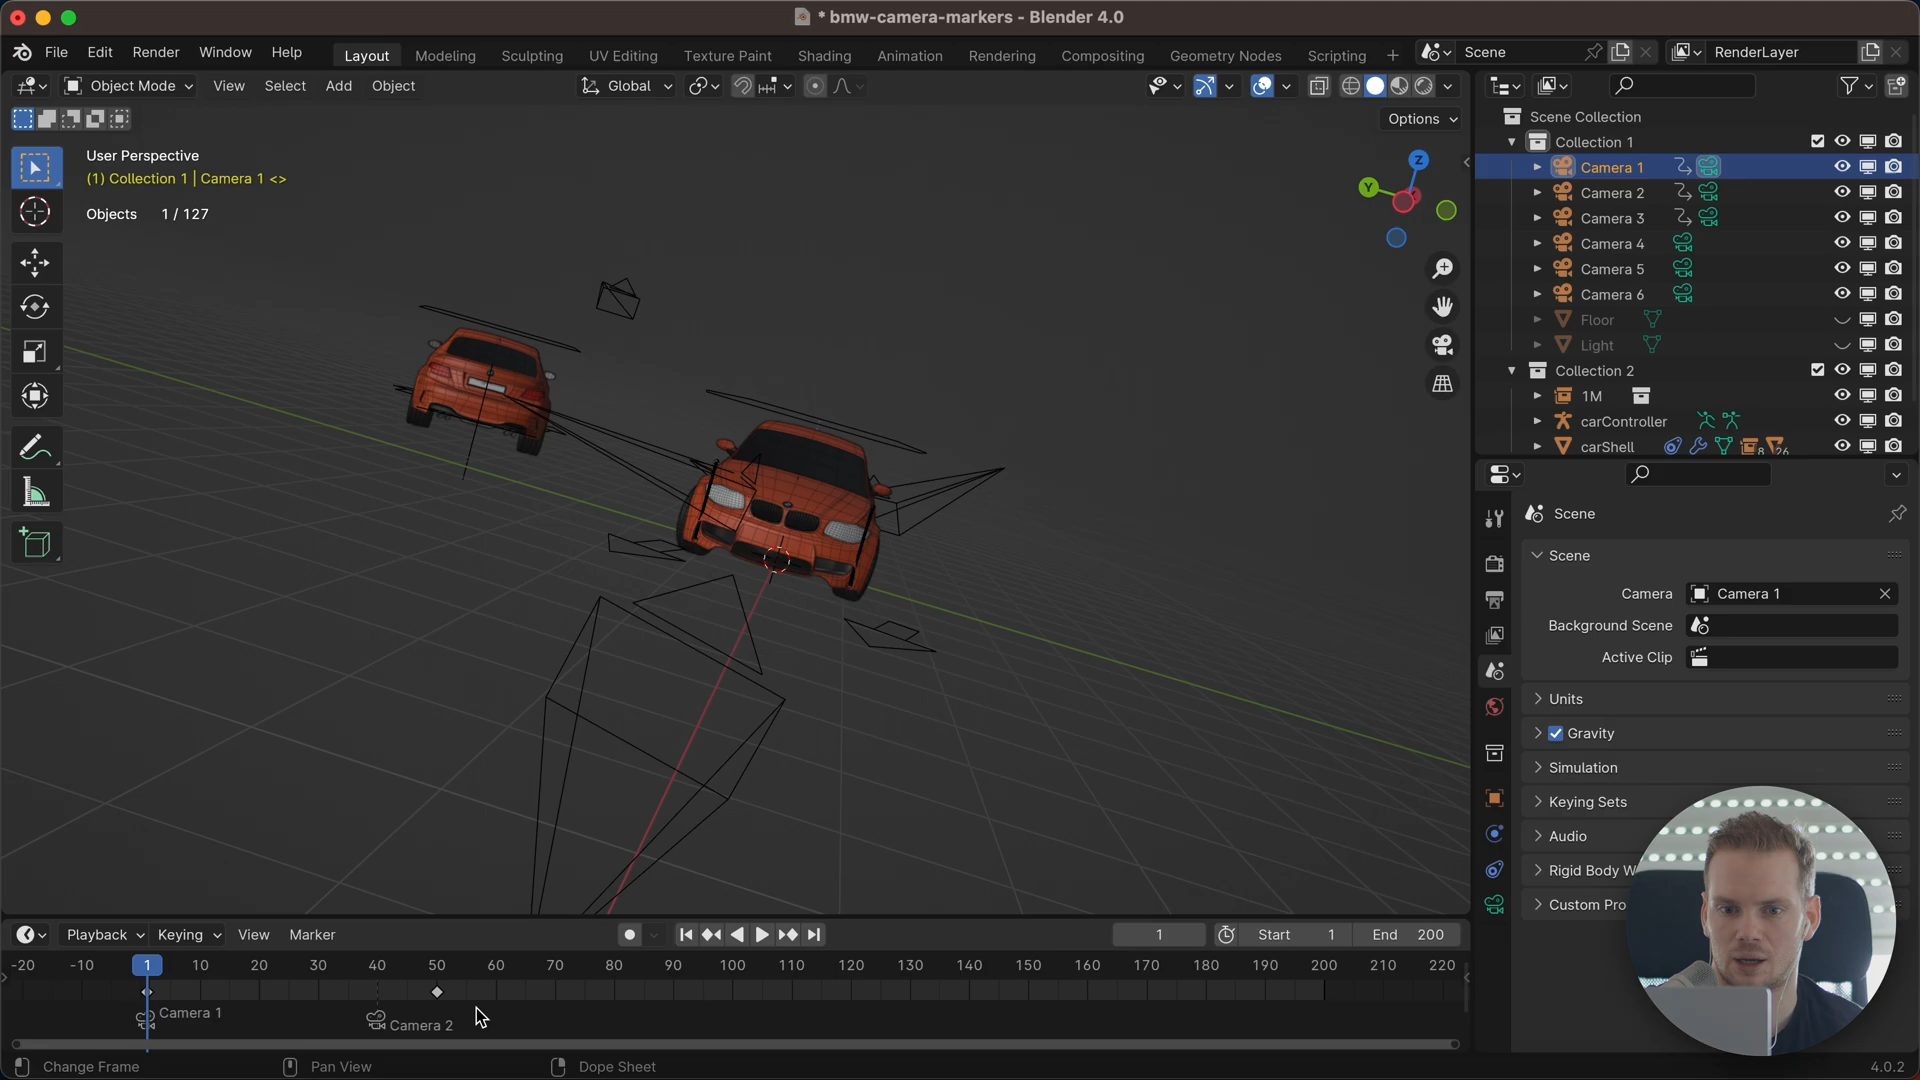 * bmw-camera-markers - Blender 4.0
File Edit Render Window Help
Layout Modeling Sculpting UV Editing Texture Paint Shading Animation Rendering Compositing Geometry Nodes Scripting +
Scene
RenderLayer
Object Mode View Select Add Object
Global
Options
User Perspective
(1) Collection 1 | Camera 1 <>
Objects 1 / 127
Z
Y
Scene Collection
Collection 1
Camera 1
Camera 2
Camera 3
Camera 4
Camera 5
Camera 6
Floor
Light
Collection 2
1M
carController
carShell
8
26
Scene
Scene
Camera Camera 1
Background Scene
Active Clip
Units
Gravity
Simulation
Keying Sets
Audio
Rigid Body W
Custom Pro
Playback Keying View Marker
1
Start 1
End 200
-20 -10 1 10 20 30 40 50 60 70 80 90 100 110 120 130 140 150 160 170 180 190 200 210 220
Camera 1
Camera 2
Change Frame
Pan View
Dope Sheet
4.0.2